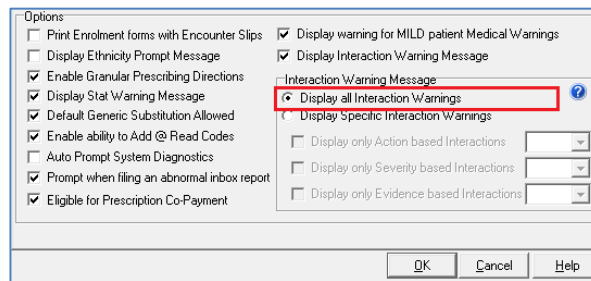 Options
Print Enrolment forms with Encounter Slips
Display Ethnicity Prompt Message
Enable Granular Prescribing Directions
Display Stat Warning Message
Default Generic Substitution Allowed
Enable ability to Add @ Read Codes
Auto Prompt System Diagnostics
Prompt when filing an abnormal inbox report
Eligible for Prescription Co-Payment
Display warning for MILD patient Medical Warnings
Display Interaction Warning Message
Interaction Warning Message
Display all Interaction Warnings
Display Specific Interaction Warnings
Display only Action based Interactions
Display only Severity based Interactions
Display only Evidence based Interactions
?
OK
Cancel
Help